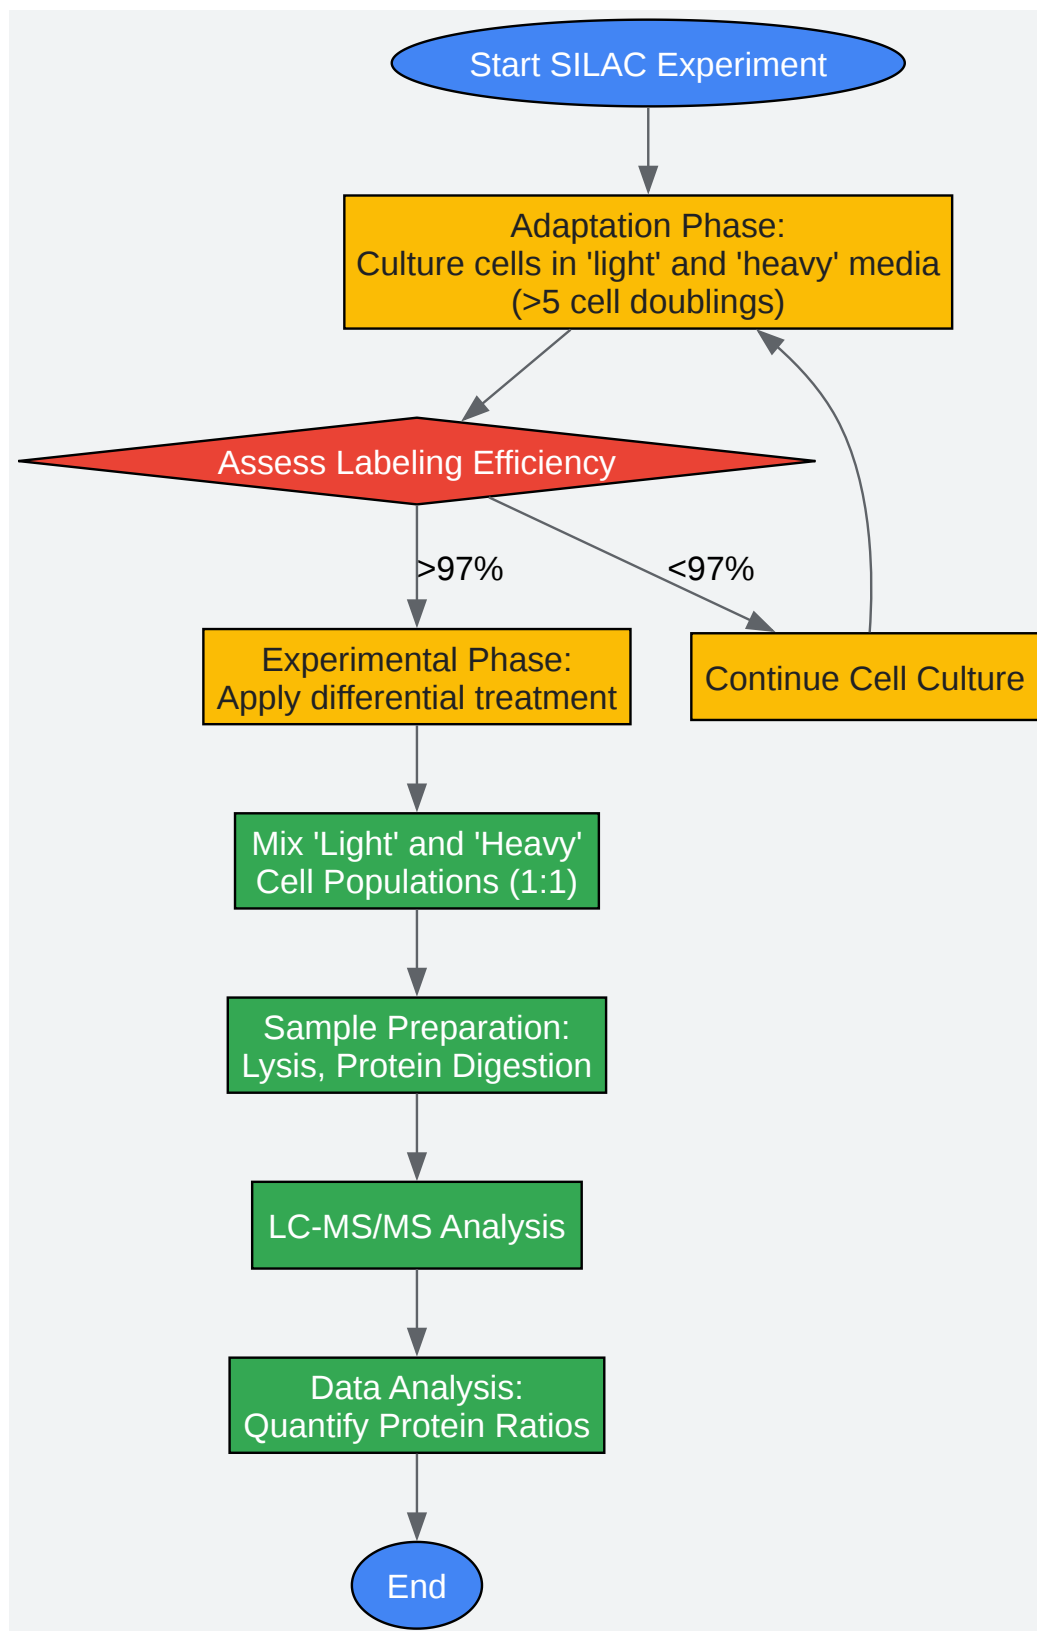 Start SILAC Experiment
Adaptation Phase:
Culture cells in 'light' and 'heavy' media
(>5 cell doublings)
Assess Labeling Efficiency
>97%
<97%
Experimental Phase:
Apply differential treatment
Continue Cell Culture
Mix 'Light' and 'Heavy'
Cell Populations (1:1)
Sample Preparation:
Lysis, Protein Digestion
LC-MS/MS Analysis
Data Analysis:
Quantify Protein Ratios
End